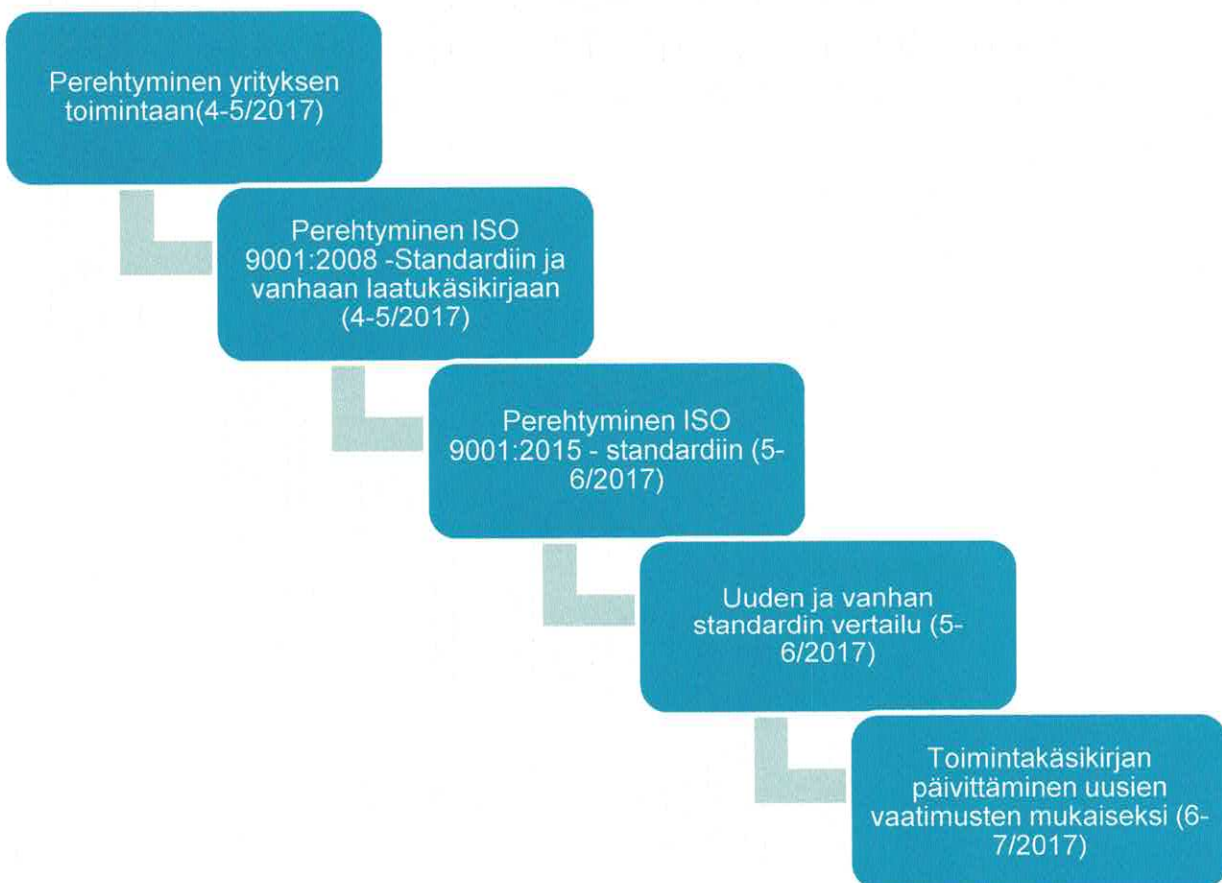 Perehtyminen yrityksen
toimintaan(4-5/2017)
Perehtyminen ISO
9001:2008 -Standardiin ja
vanhaan laatukäsikirjaan
(4-5/2017)
Perehtyminen ISO
9001:2015 - standardiin (5-
6/2017)
Uuden ja vanhan
standardin vertailu (5-
6/2017)
Toimintakäsikirjan
päivittäminen uusien
vaatimusten mukaiseksi (6-
7/2017)